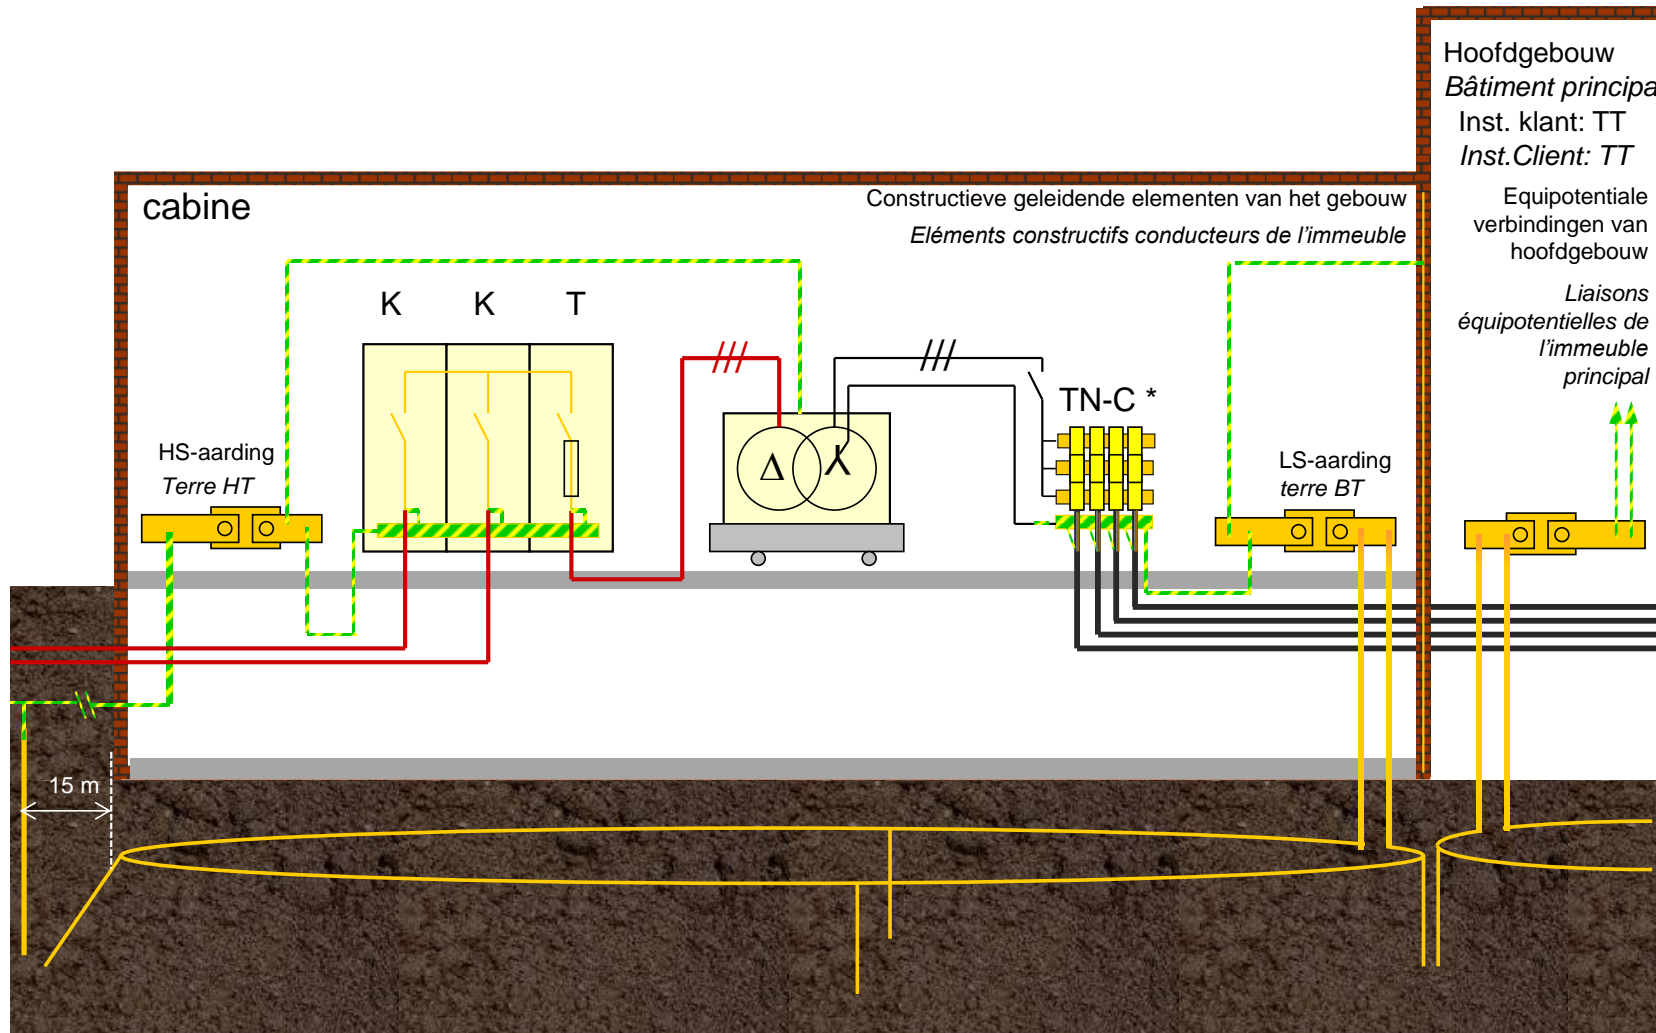 Hoofdgebouw
Bâtiment principa
Inst. klant: TT
Inst.Client: TT
cabine
Constructieve geleidende elementen van het gebouw
Eléments constructifs conducteurs de l'immeuble
Equipotentiale
verbindingen van
hoofdgebouw
Liaisons
équipotentielles de
l'immeuble
principal
K K T
TN-C *
HS-aarding
Terre HT
Δ
LS-aarding
terre BT
15 m